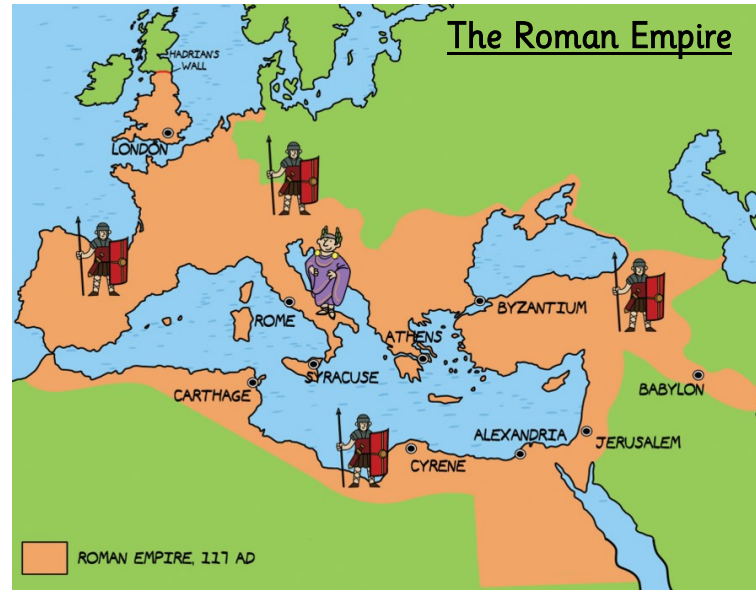 The Roman Empire
HADRIAN'S
WALL
LONDON
ROME
BYZANTIUM
ATHENS
SYRACUSE
CARTHAGE
BABYLON
ALEXANDRIA
JERUSALEM
CYRENE
ROMAN EMPIRE, 117 AD